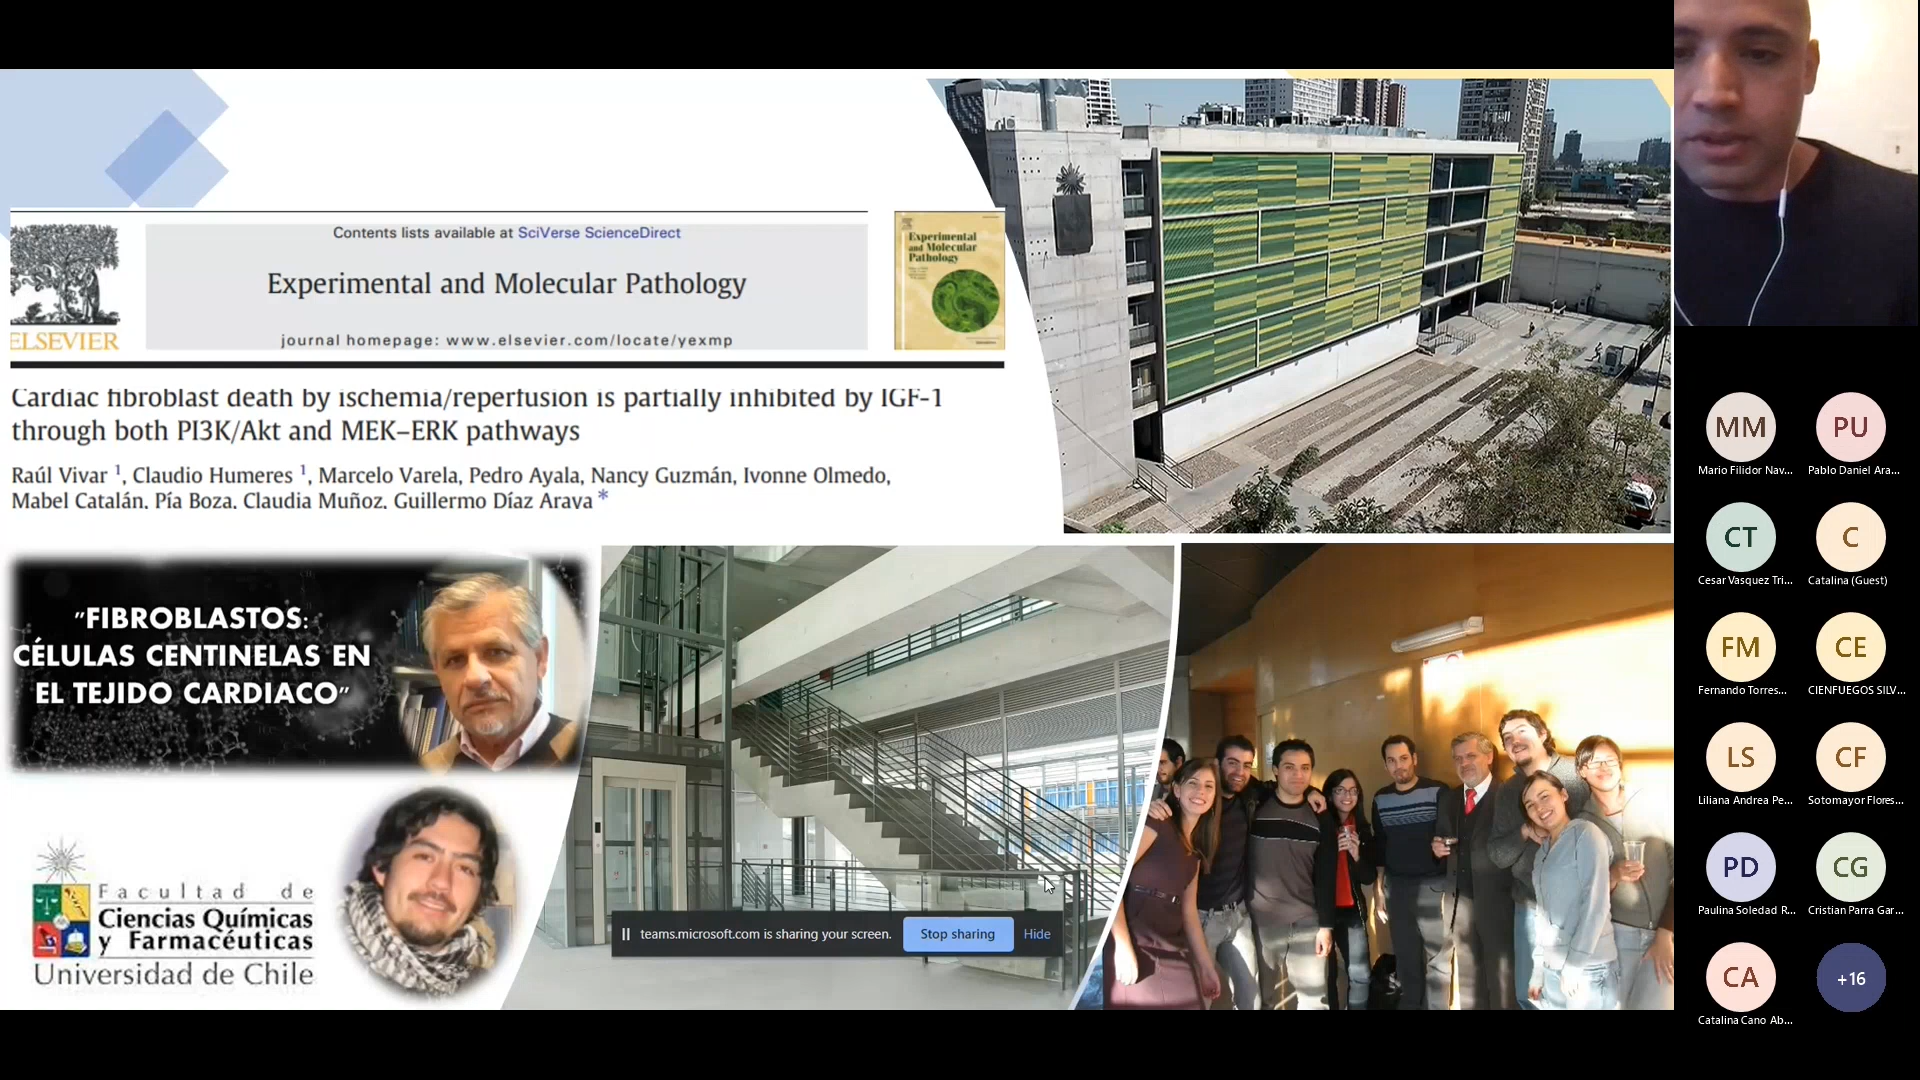 Contents lists available at SciVerse ScienceDirect
Experimental and Molecular Pathology
journal homepage: www.elsevier.com/locate/yexmp
ELSEVIER
Experimental
and Molecular
Pathology
Cardiac fibroblast death by ischemia/reperfusion is partially inhibited by IGF-1
through both PI3K/Akt and MEK–ERK pathways
Raúl Vivar 1, Claudio Humeres 1, Marcelo Varela, Pedro Ayala, Nancy Guzmán, Ivonne Olmedo,
Mabel Catalán, Pía Boza, Claudia Muñoz, Guillermo Díaz Araya *
"FIBROBLASTOS:
CÉLULAS CENTINELAS EN
EL TEJIDO CARDIACO"
Facultad de
Ciencias Químicas
y Farmacéuticas
Universidad de Chile
teams.microsoft.com is sharing your screen.
Stop sharing
Hide
MM
Mario Filidor Nav...
PU
Pablo Daniel Ara...
CT
Cesar Vasquez Tri...
C
Catalina (Guest)
FM
Fernando Torres...
CE
CIENFUEGOS SILV...
LS
Liliana Andrea Pe...
CF
Sotomayor Flores...
PD
Paulina Soledad R...
CG
Cristian Parra Gar...
CA
Catalina Cano Ab...
+16